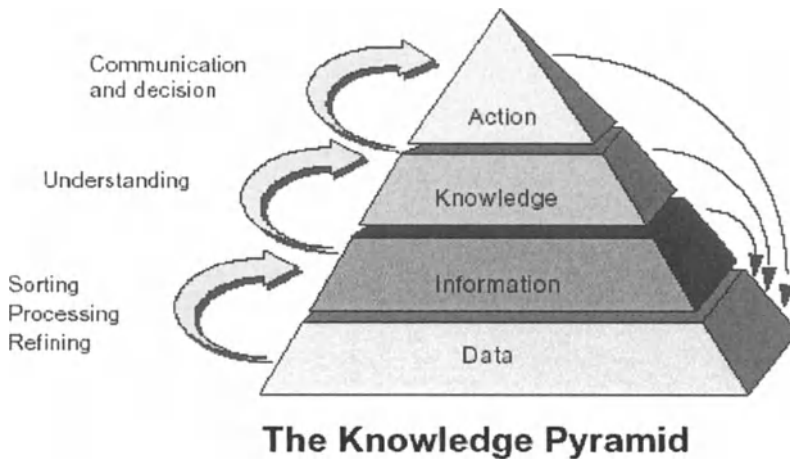 Communication
and decision
Action
Understanding
Knowledge
Sorting
Processing
Refining
Information
Data
The Knowledge Pyramid